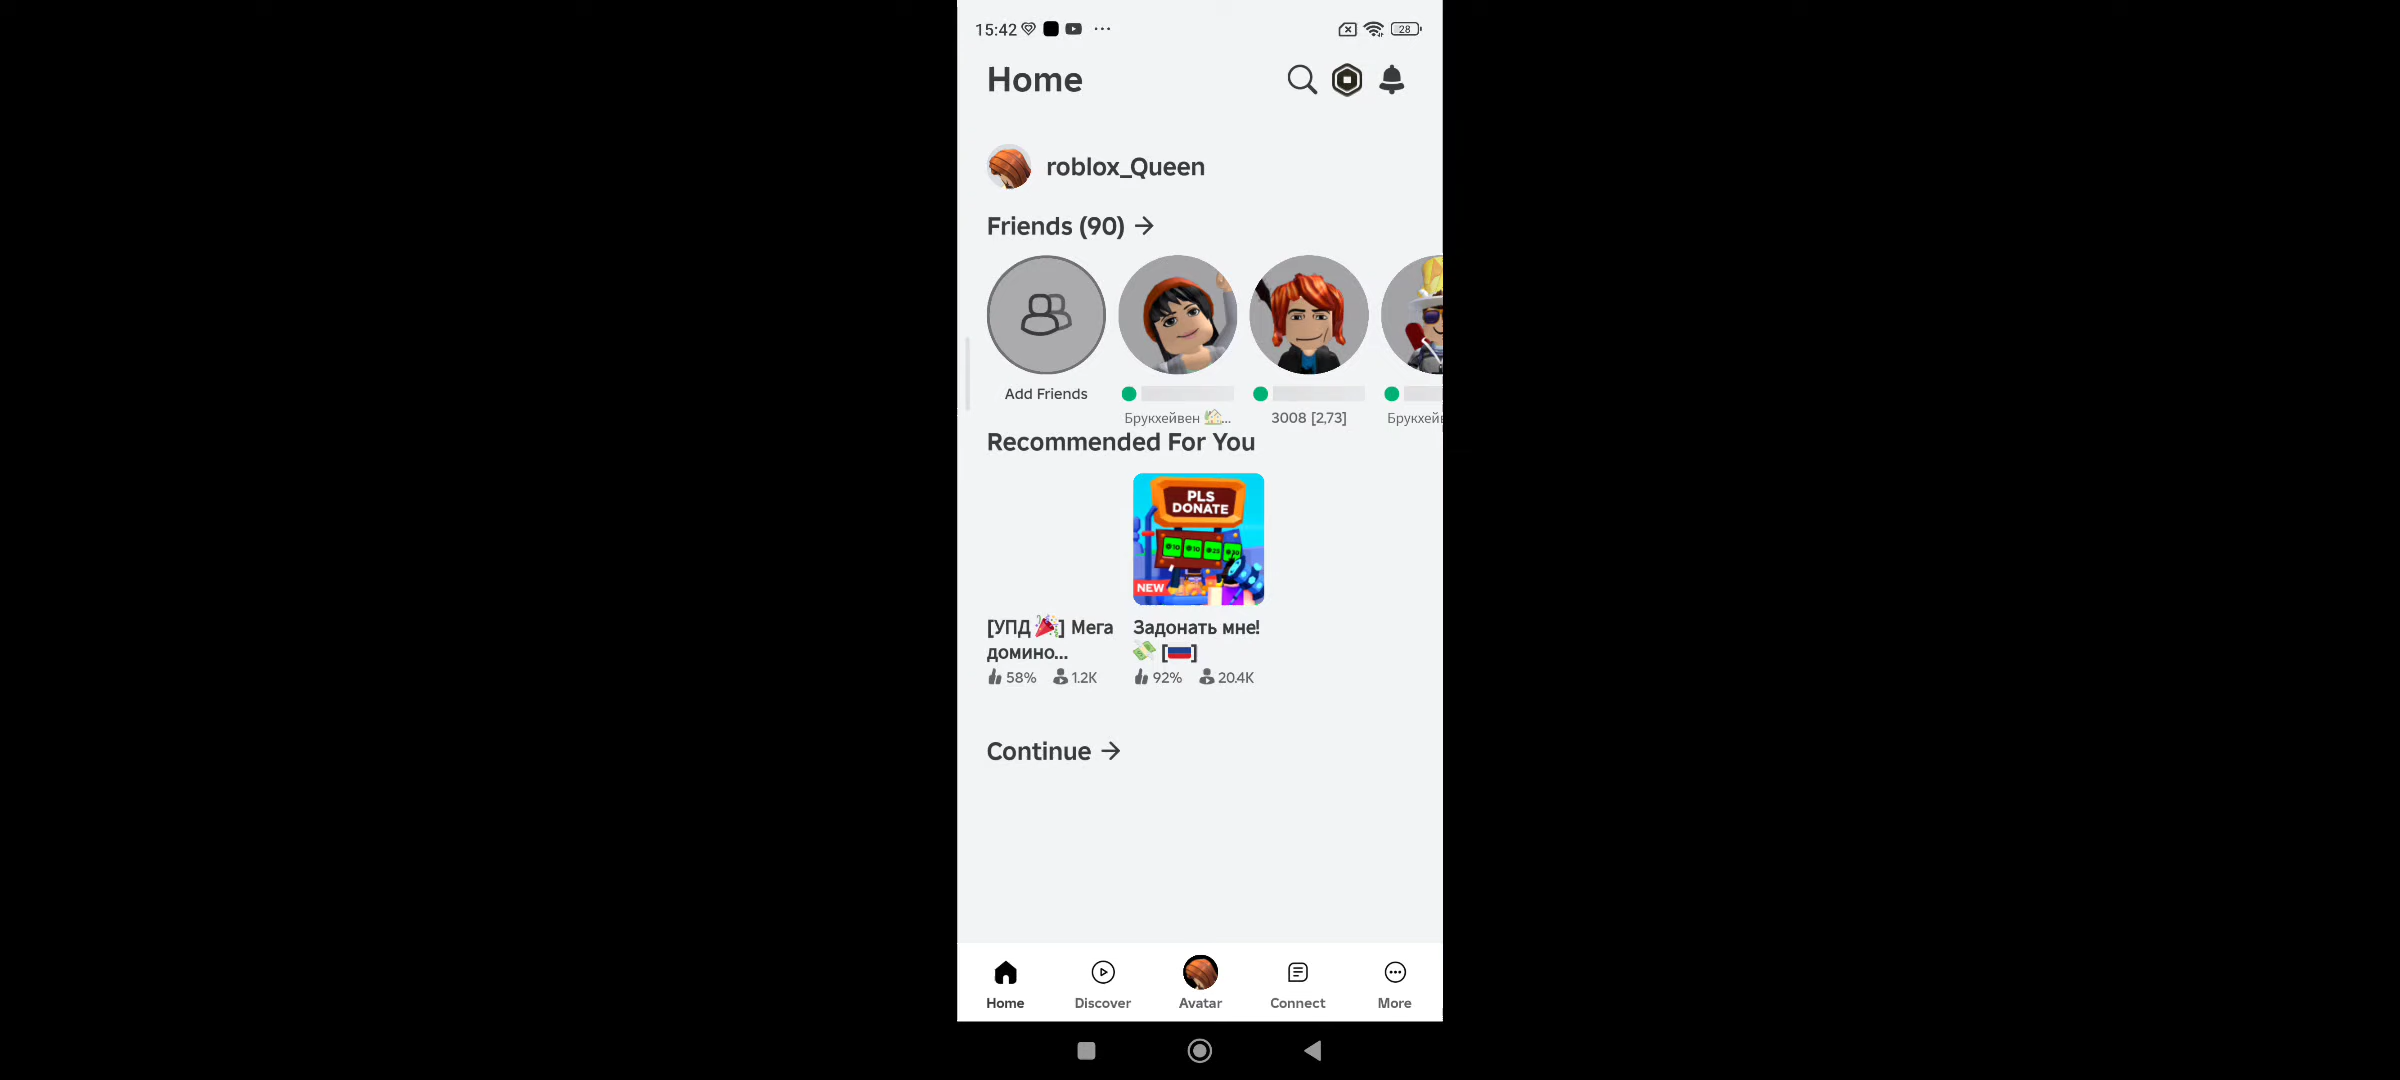 15:42
28
Home
roblox_Queen
Friends (90)
Add Friends
Брукхейвен 🏡...
3008 [2,73]
Брукхейв
Recommended For You
PLS
DONATE
NEW
[УПД 🎉] Мега
домино...
58% 1.2K
Задонать мне!
💸 [🇷🇺]
92% 20.4K
Continue
Home
Discover
Avatar
Connect
More